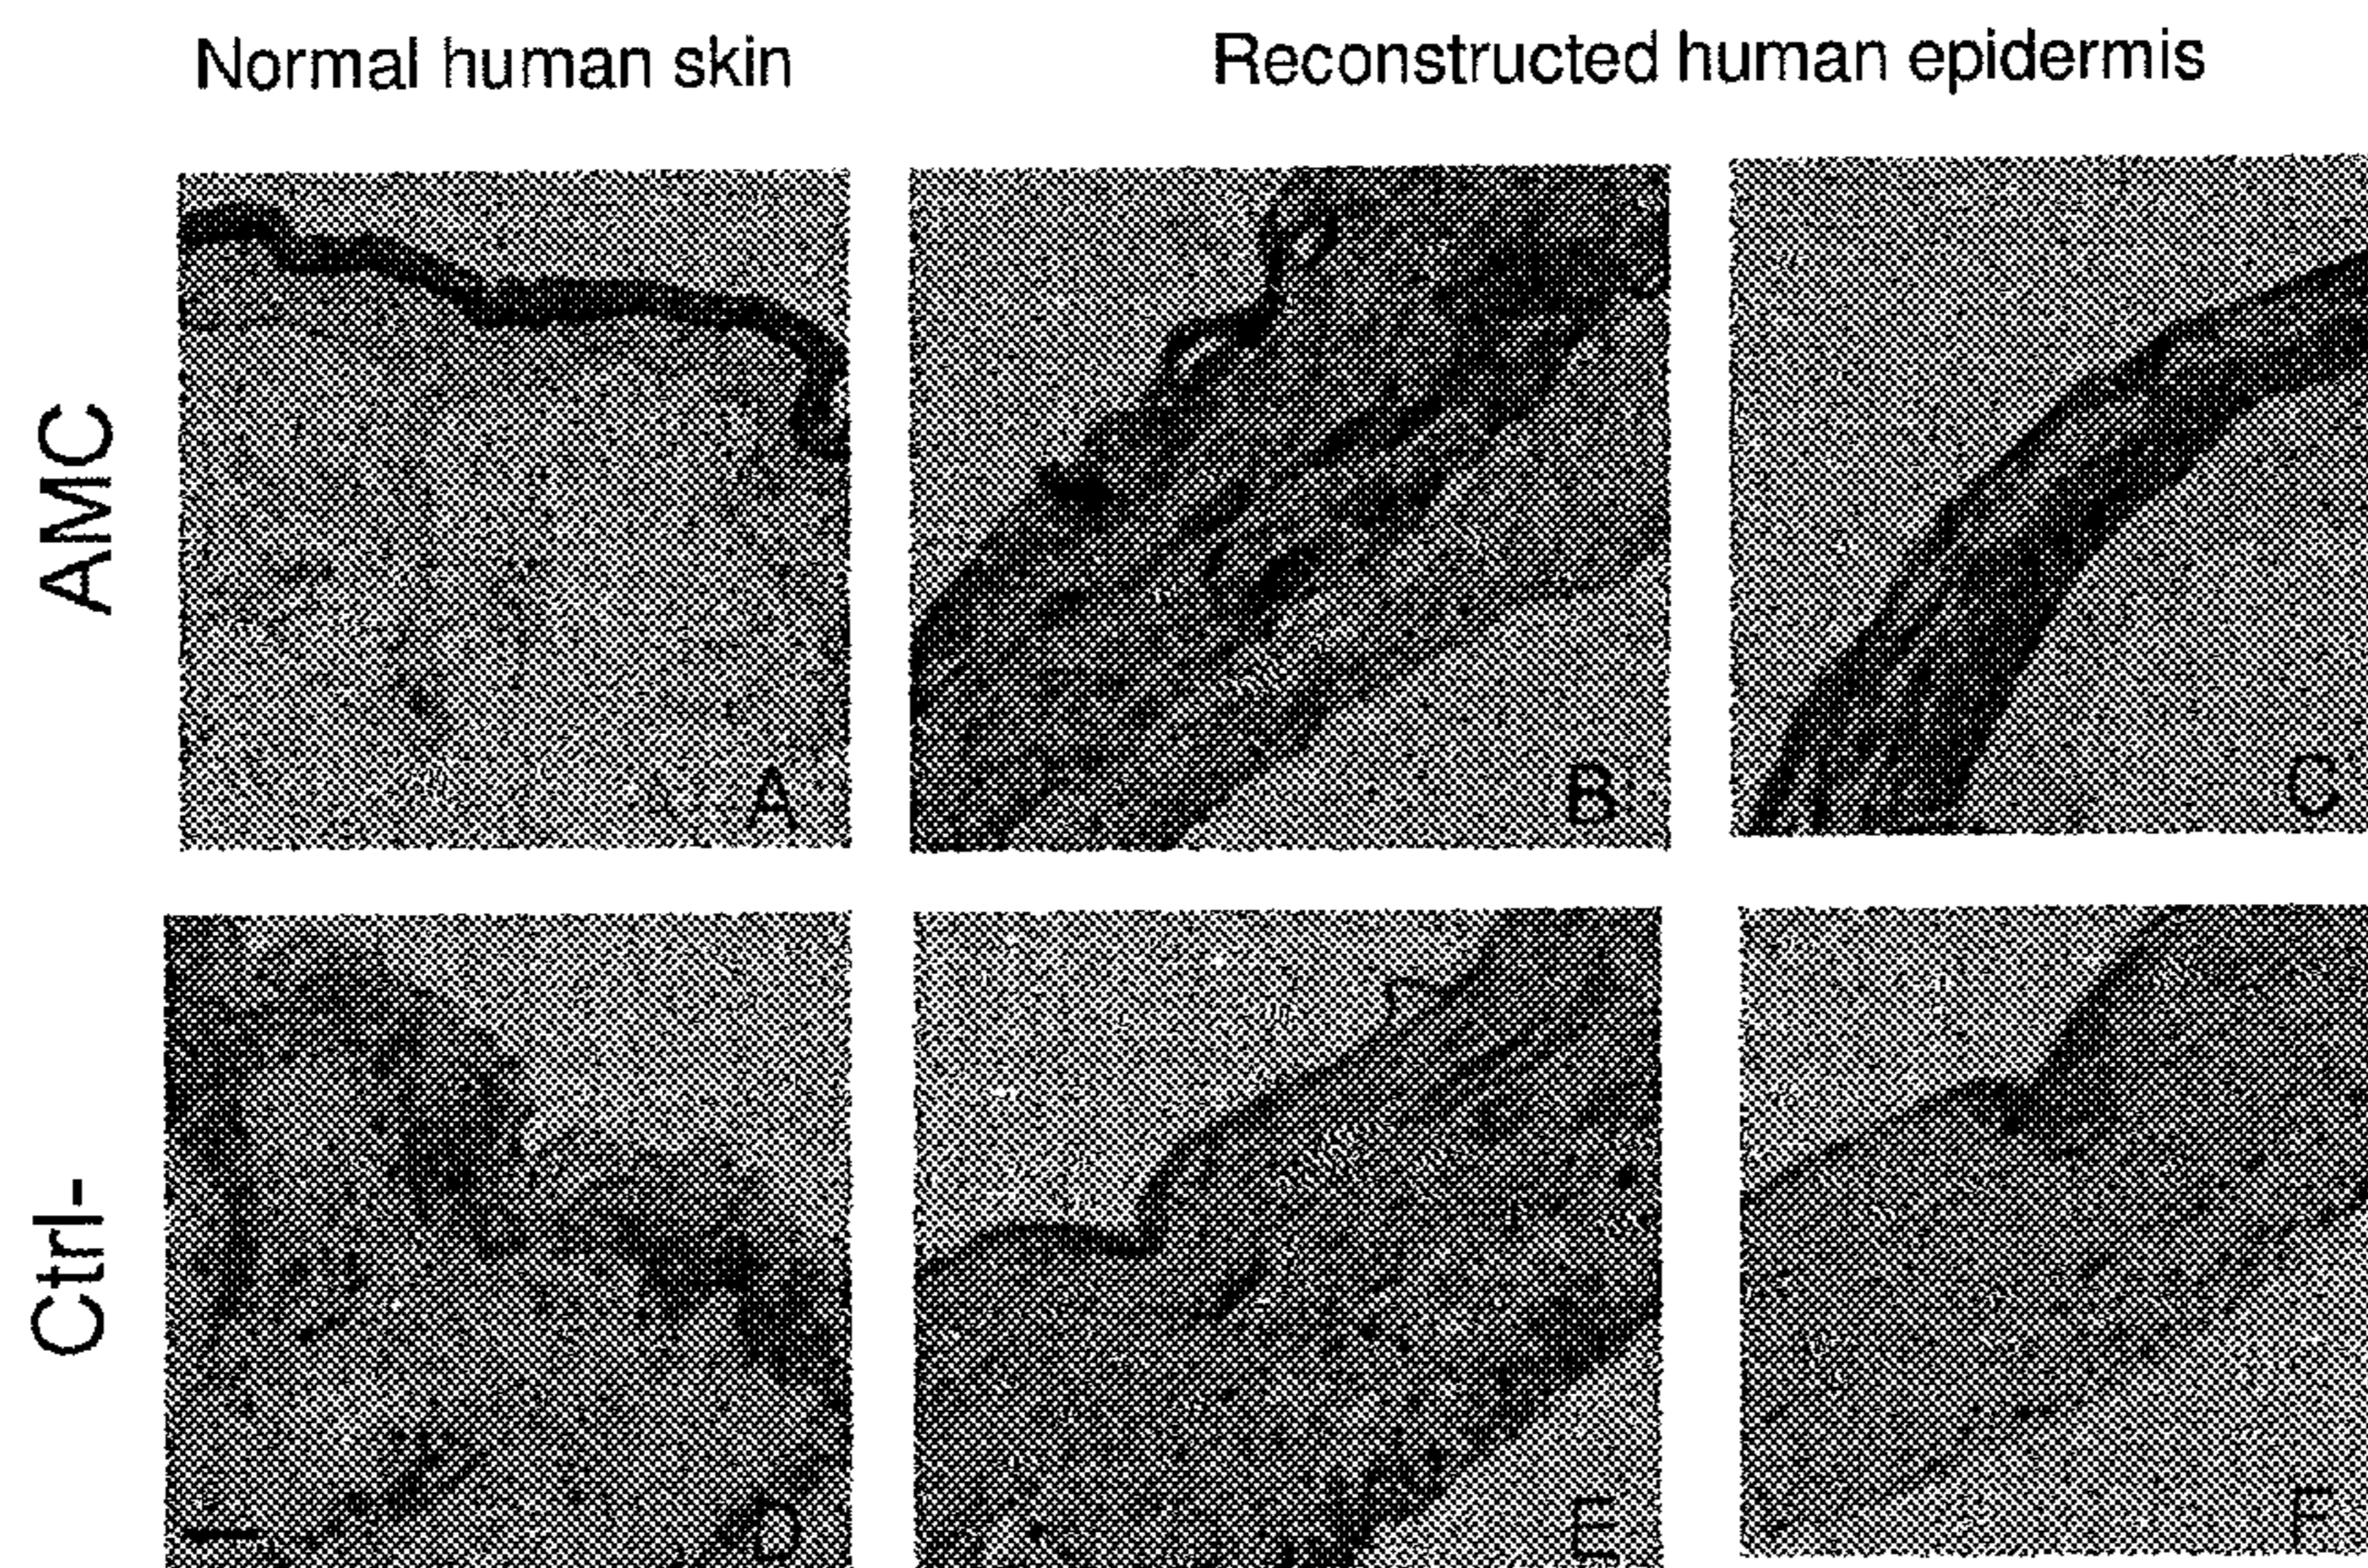 Normal human skin
Reconstructed human epidermis
AMC
A
B
C
Ctrl-
D
E
F